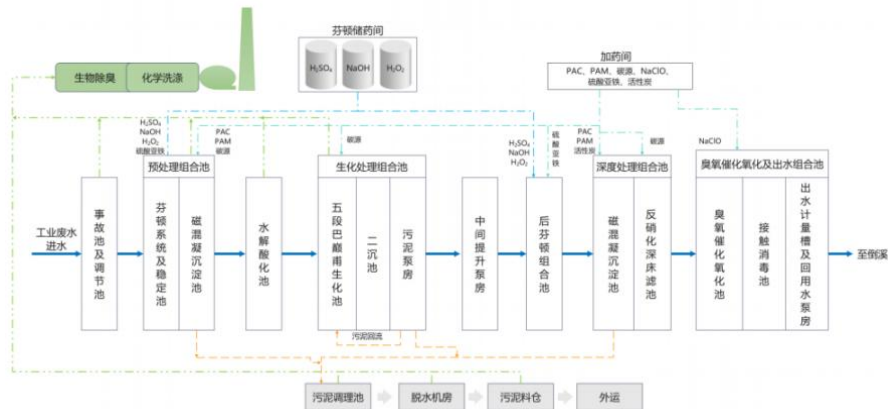 芬顿储药间
H₂SO₄
NaOH
H₂O₂
加药间
PAC、PAM、碳源、NaClO、
硫酸亚铁、活性炭
生物除臭
化学洗涤
H₂SO₄
NaOH
H₂O₂
硫酸亚铁
PAC
PAM
碳源
碳源
H₂SO₄
NaOH
H₂O₂
硫酸亚铁
PAC
PAM
活性炭
碳源
NaClO
预处理组合池
生化处理组合池
深度处理组合池
臭氧催化氧化及出水组合池
工业废水
进水
事故池及调节池
芬顿系统及稳定池
磁混凝沉淀池
水解酸化池
五段巴颠甫生化池
二沉池
污泥泵房
中间提升泵房
后芬顿组合池
磁混凝沉淀池
反硝化深床滤池
臭氧催化氧化池
接触消毒池
出水计量槽及回用水泵房
至倒溪
污泥回流
污泥调理池
脱水机房
污泥料仓
外运